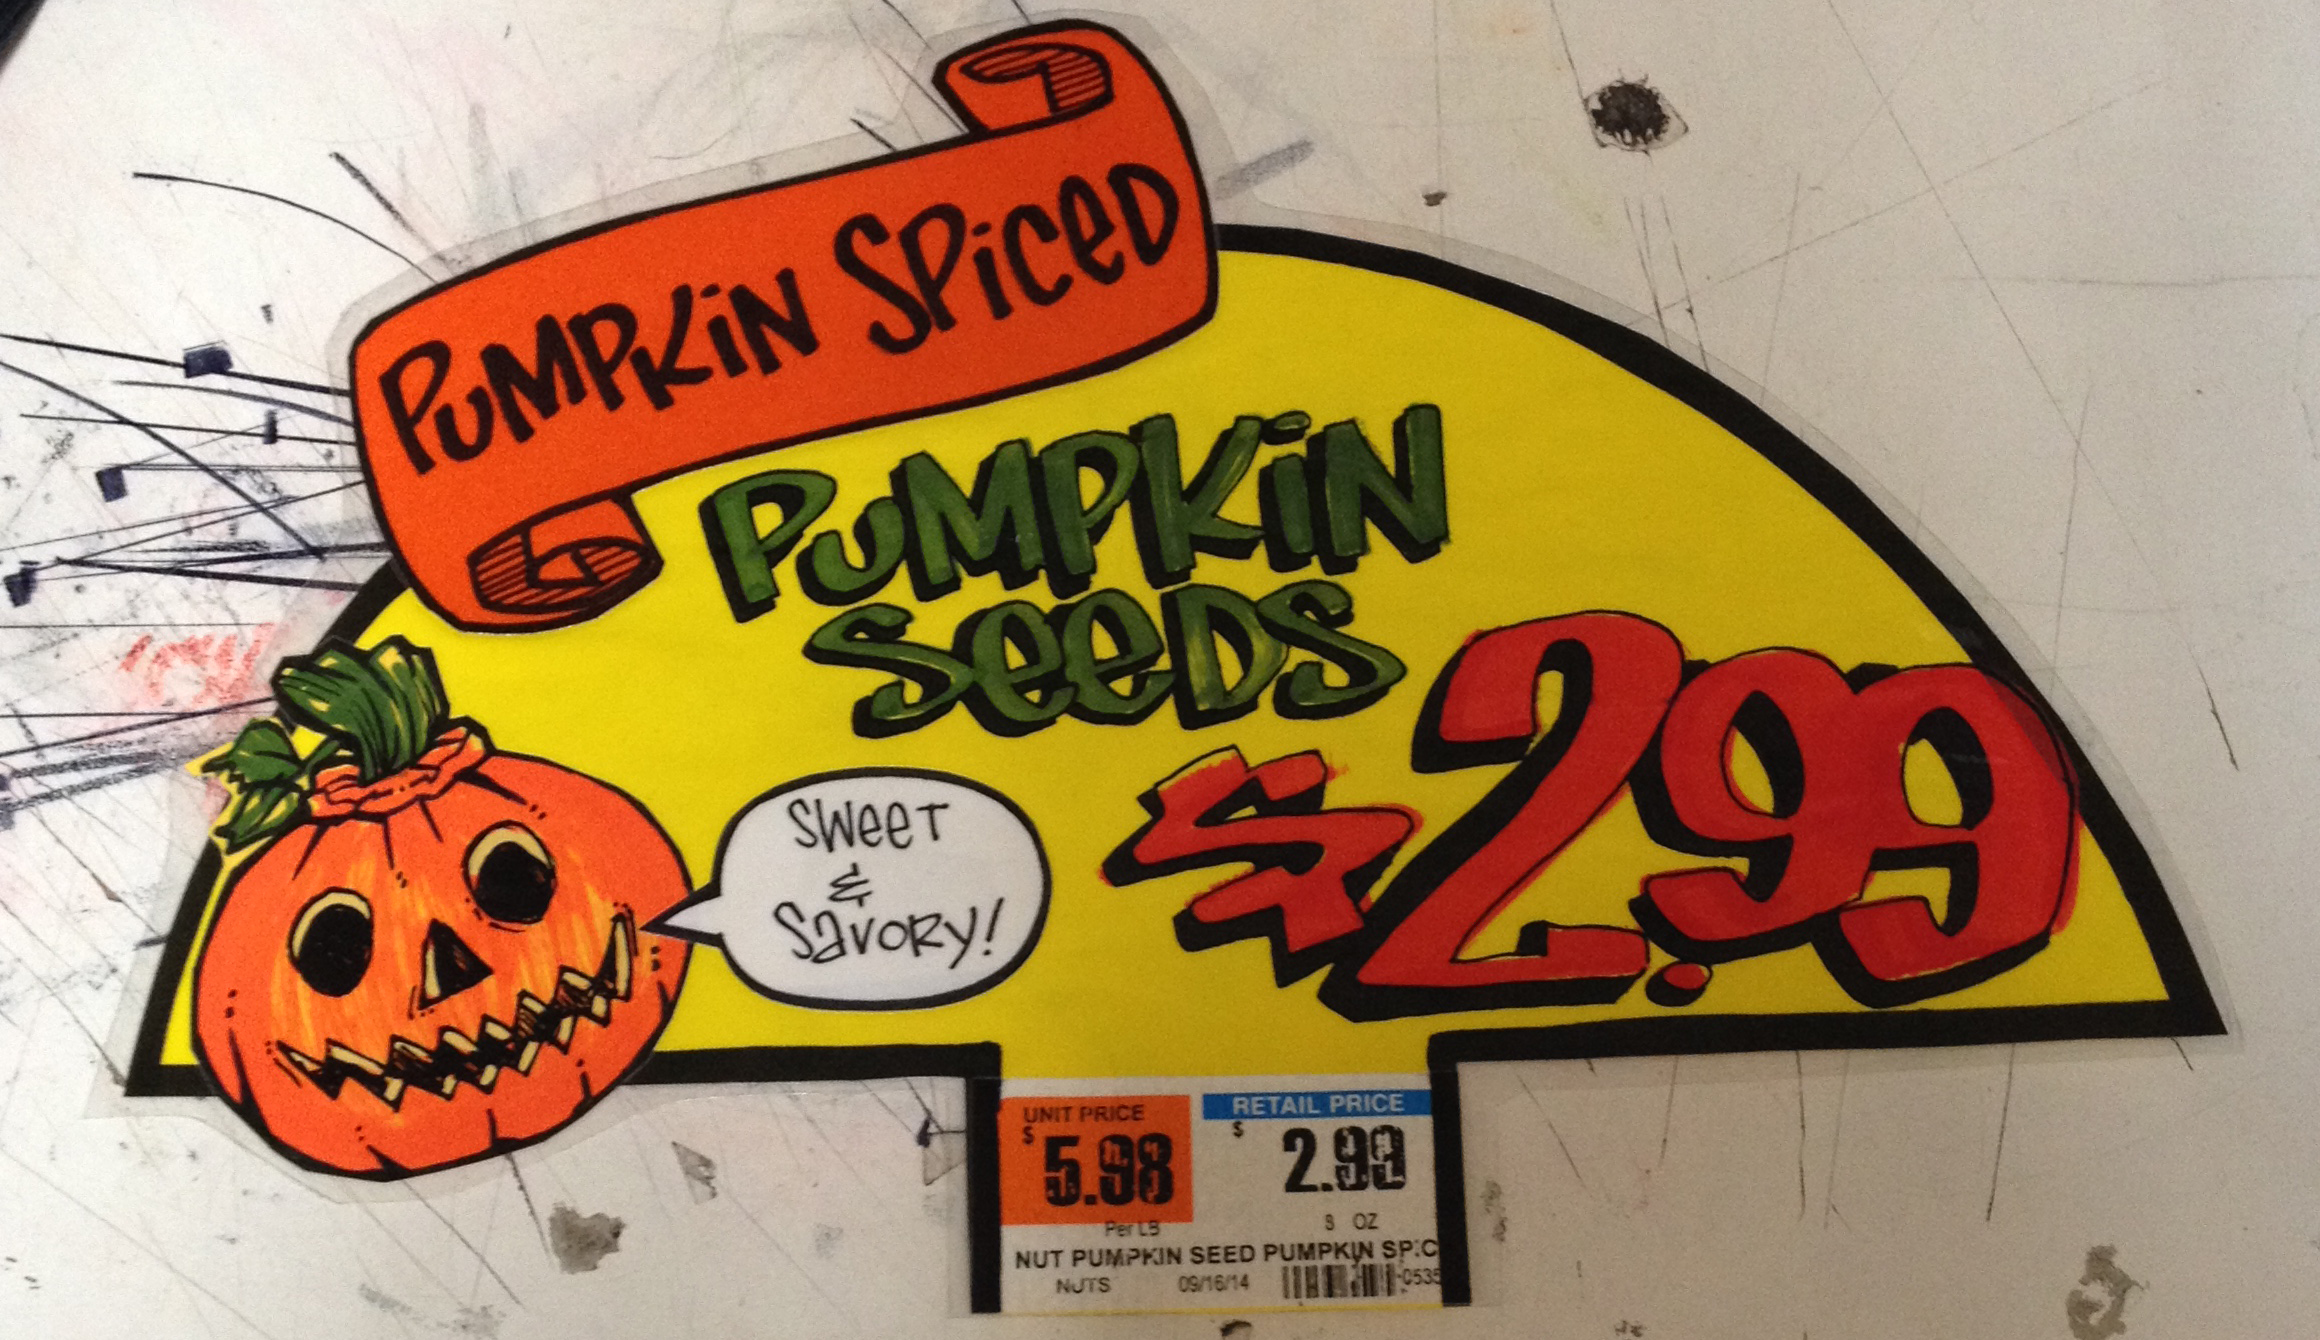 PUMPKiN SPiCED
PUMPKiN
SeeDS
$2.99
SWeeT
&
SavoRy!
UNIT PRICE
$5.98
Per LB
RETAIL PRICE
$2.99
8 OZ
NUT PUMPKIN SEED PUMPKIN SPIC
NUTS 09/16/14 0535